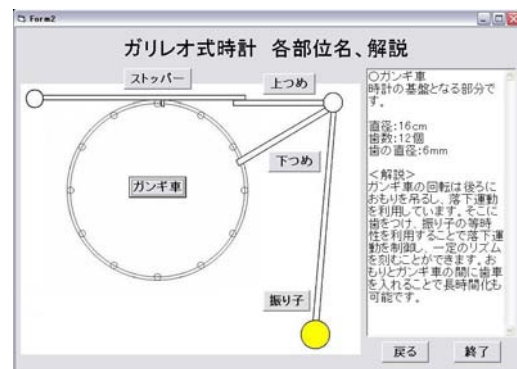 Form2
ガリレオ式時計 各部位名、解説
ストッパー
上つめ
下つめ
ガンギ車
振り子
〇ガンギ車
時計の基盤となる部分で
す。
直径:16cm
歯数:12個
歯の直径:6mm
＜解説＞
ガンギ車の回転は後ろに
おもりを吊るし、落下運動
を利用しています。そこに
歯をつけ、振り子の等時
性を利用することで落下運
動を制御し、一定のリズム
を刻むことができます。お
もりとガンギ車の間に歯車
を入れることで長時間化も
可能です。
戻る
終了